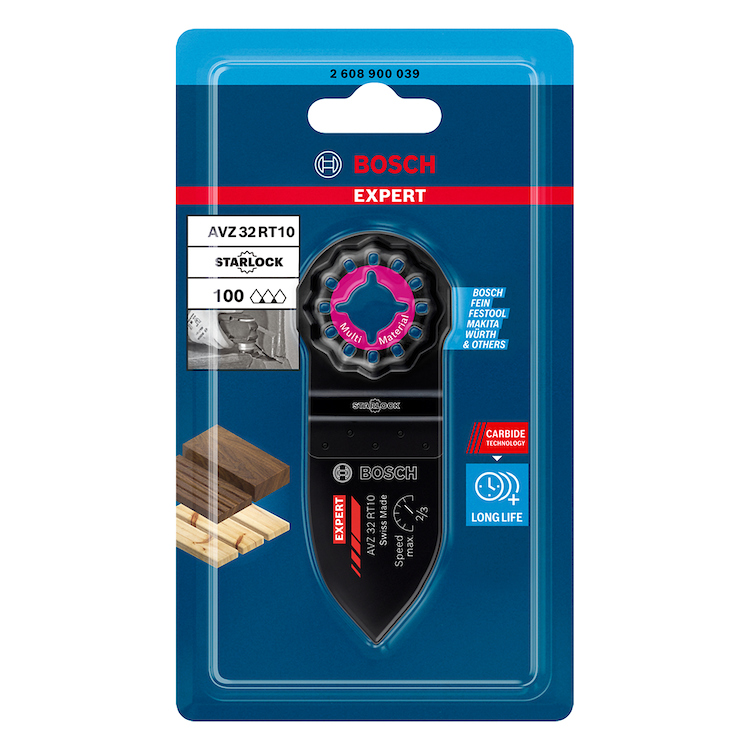 2 608 900 039
BOSCH
EXPERT
AVZ 32 RT10
STARLOCK
100
Multi Material
BOSCH
FEIN
FESTOOL
MAKITA
WÜRTH
& OTHERS
STARLOCK
CARBIDE
TECHNOLOGY
LONG LIFE
BOSCH
EXPERT
AVZ 32 RT10
Swiss Made
Speed
max.
2/3